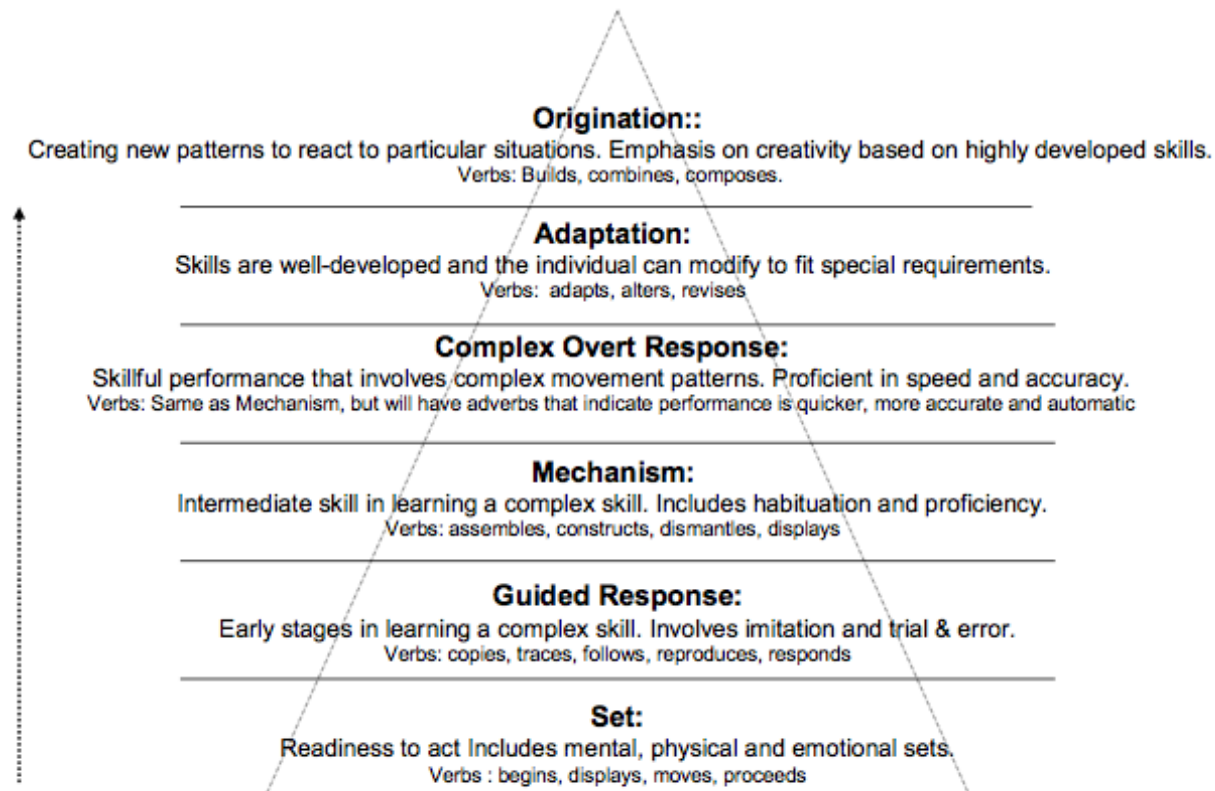 Origination::
Creating new patterns to react to particular situations. Emphasis on creativity based on highly developed skills.
Verbs: Builds, combines, composes.
Adaptation:
Skills are well-developed and the individual can modify to fit special requirements.
Verbs: adapts, alters, revises
Complex Overt Response:
Skillful performance that involves complex movement patterns. Proficient in speed and accuracy.
Verbs: Same as Mechanism, but will have adverbs that indicate performance is quicker, more accurate and automatic
Mechanism:
Intermediate skill in learning a complex skill. Includes habituation and proficiency.
Verbs: assembles, constructs, dismantles, displays
Guided Response:
Early stages in learning a complex skill. Involves imitation and trial & error.
Verbs: copies, traces, follows, reproduces, responds
Set:
Readiness to act Includes mental, physical and emotional sets.
Verbs : begins, displays, moves, proceeds